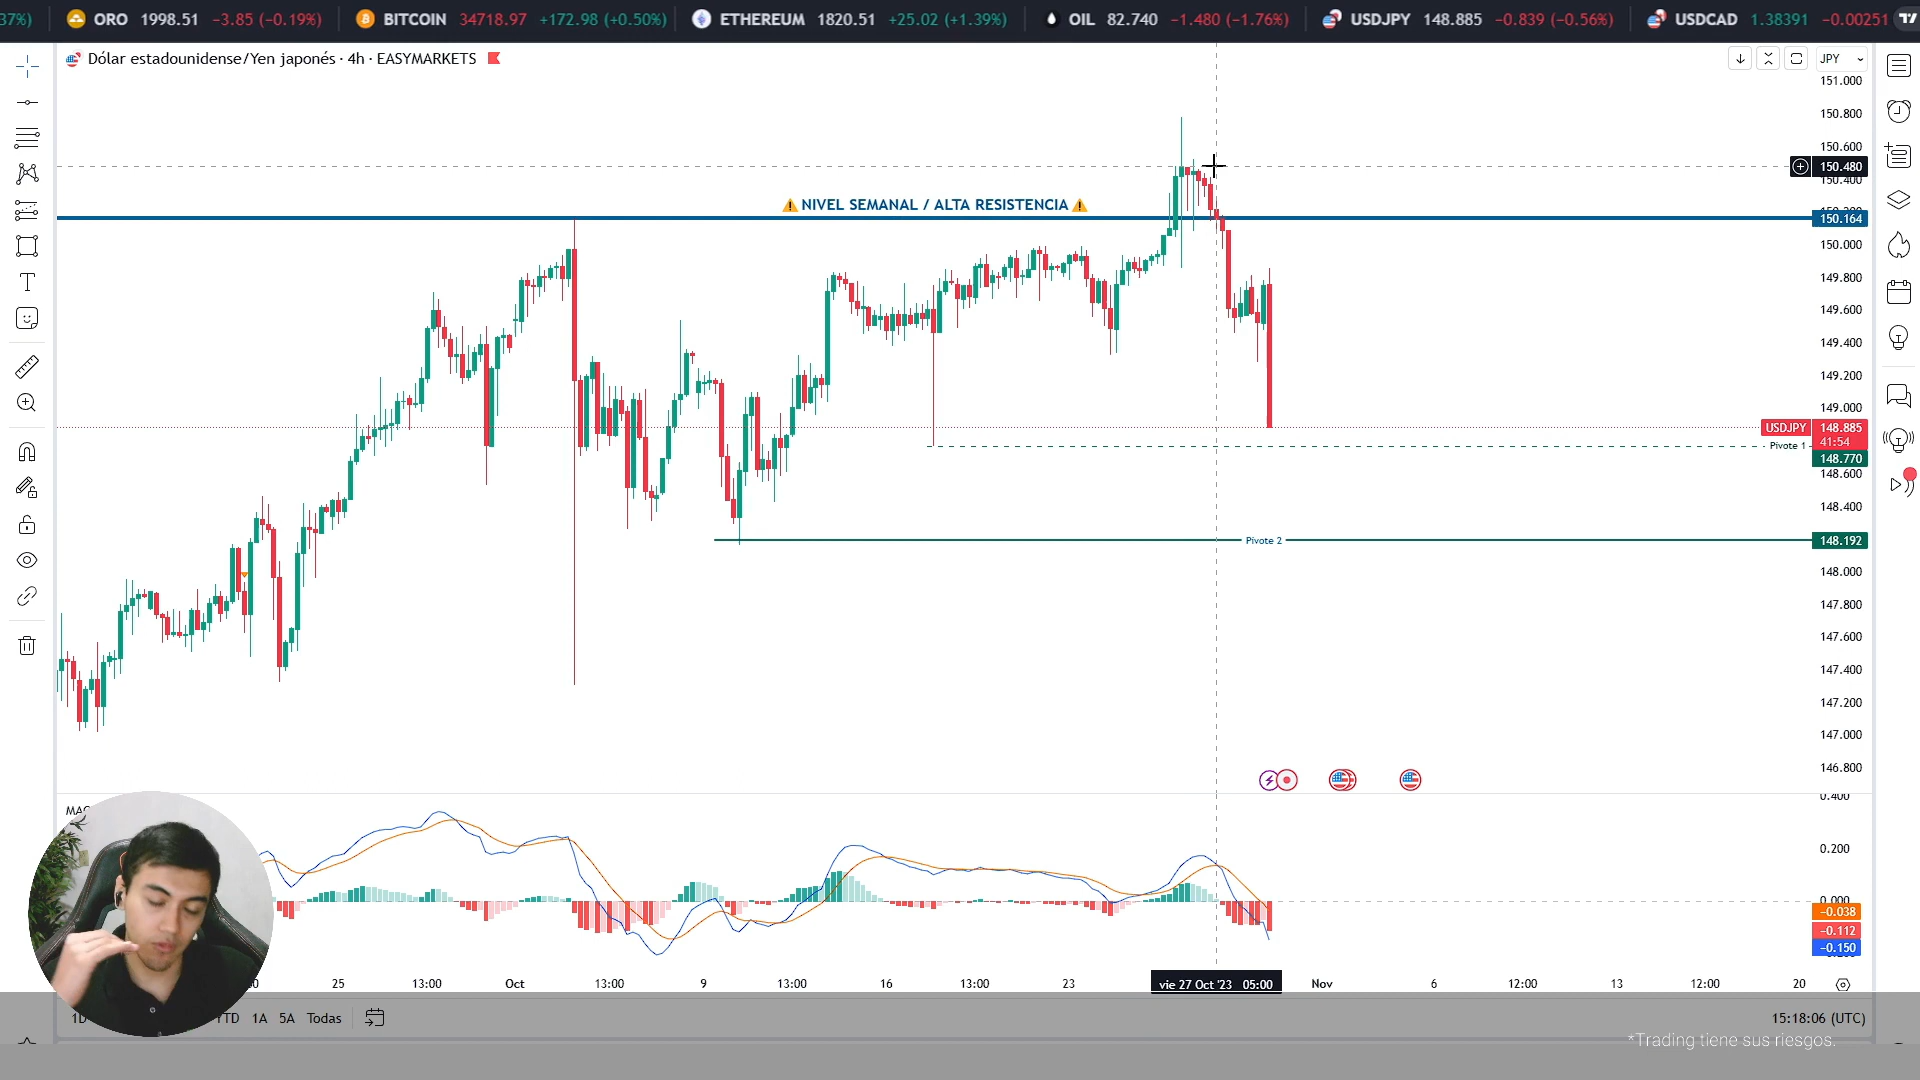 37%) ORO 1998.51 −3.85 (−0.19%) BITCOIN 34718.97 +172.98 (+0.50%) ETHEREUM 1820.51 +25.02 (+1.39%) OIL 82.740 −1.480 (−1.76%) USDJPY 148.885 −0.839 (−0.56%) USDCAD 1.38391 −0.00251
Dólar estadounidense/Yen japonés · 4h · EASYMARKETS
JPY
151.000
150.800
150.600
150.480
150.400
⚠ NIVEL SEMANAL / ALTA RESISTENCIA ⚠
150.164
150.000
149.800
149.600
149.400
149.200
149.000
USDJPY 148.885
41:54
Pivote 1
148.770
148.600
148.400
Pivote 2
148.192
148.000
147.800
147.600
147.400
147.200
147.000
146.800
0.400
0.200
0.000
−0.038
−0.112
−0.150
25 13:00 Oct 13:00 9 13:00 16 13:00 23 vie 27 Oct '23 05:00 Nov 6 12:00 13 12:00 20
YTD 1A 5A Todas
15:18:06 (UTC)
*Trading tiene sus riesgos.